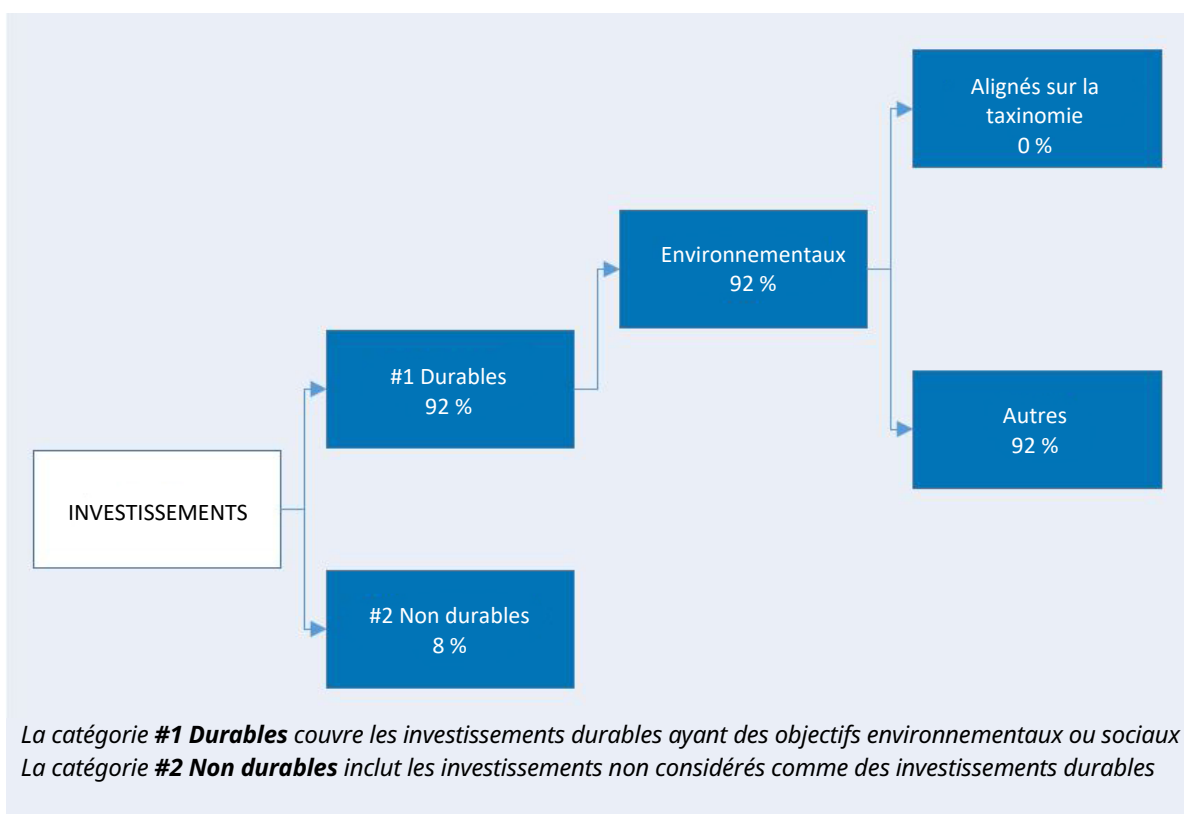 Alignés sur la
taxinomie
0 %
Environnementaux
92 %
#1 Durables
92 %
Autres
92 %
INVESTISSEMENTS
#2 Non durables
8 %
La catégorie #1 Durables couvre les investissements durables ayant des objectifs environnementaux ou sociaux
La catégorie #2 Non durables inclut les investissements non considérés comme des investissements durables